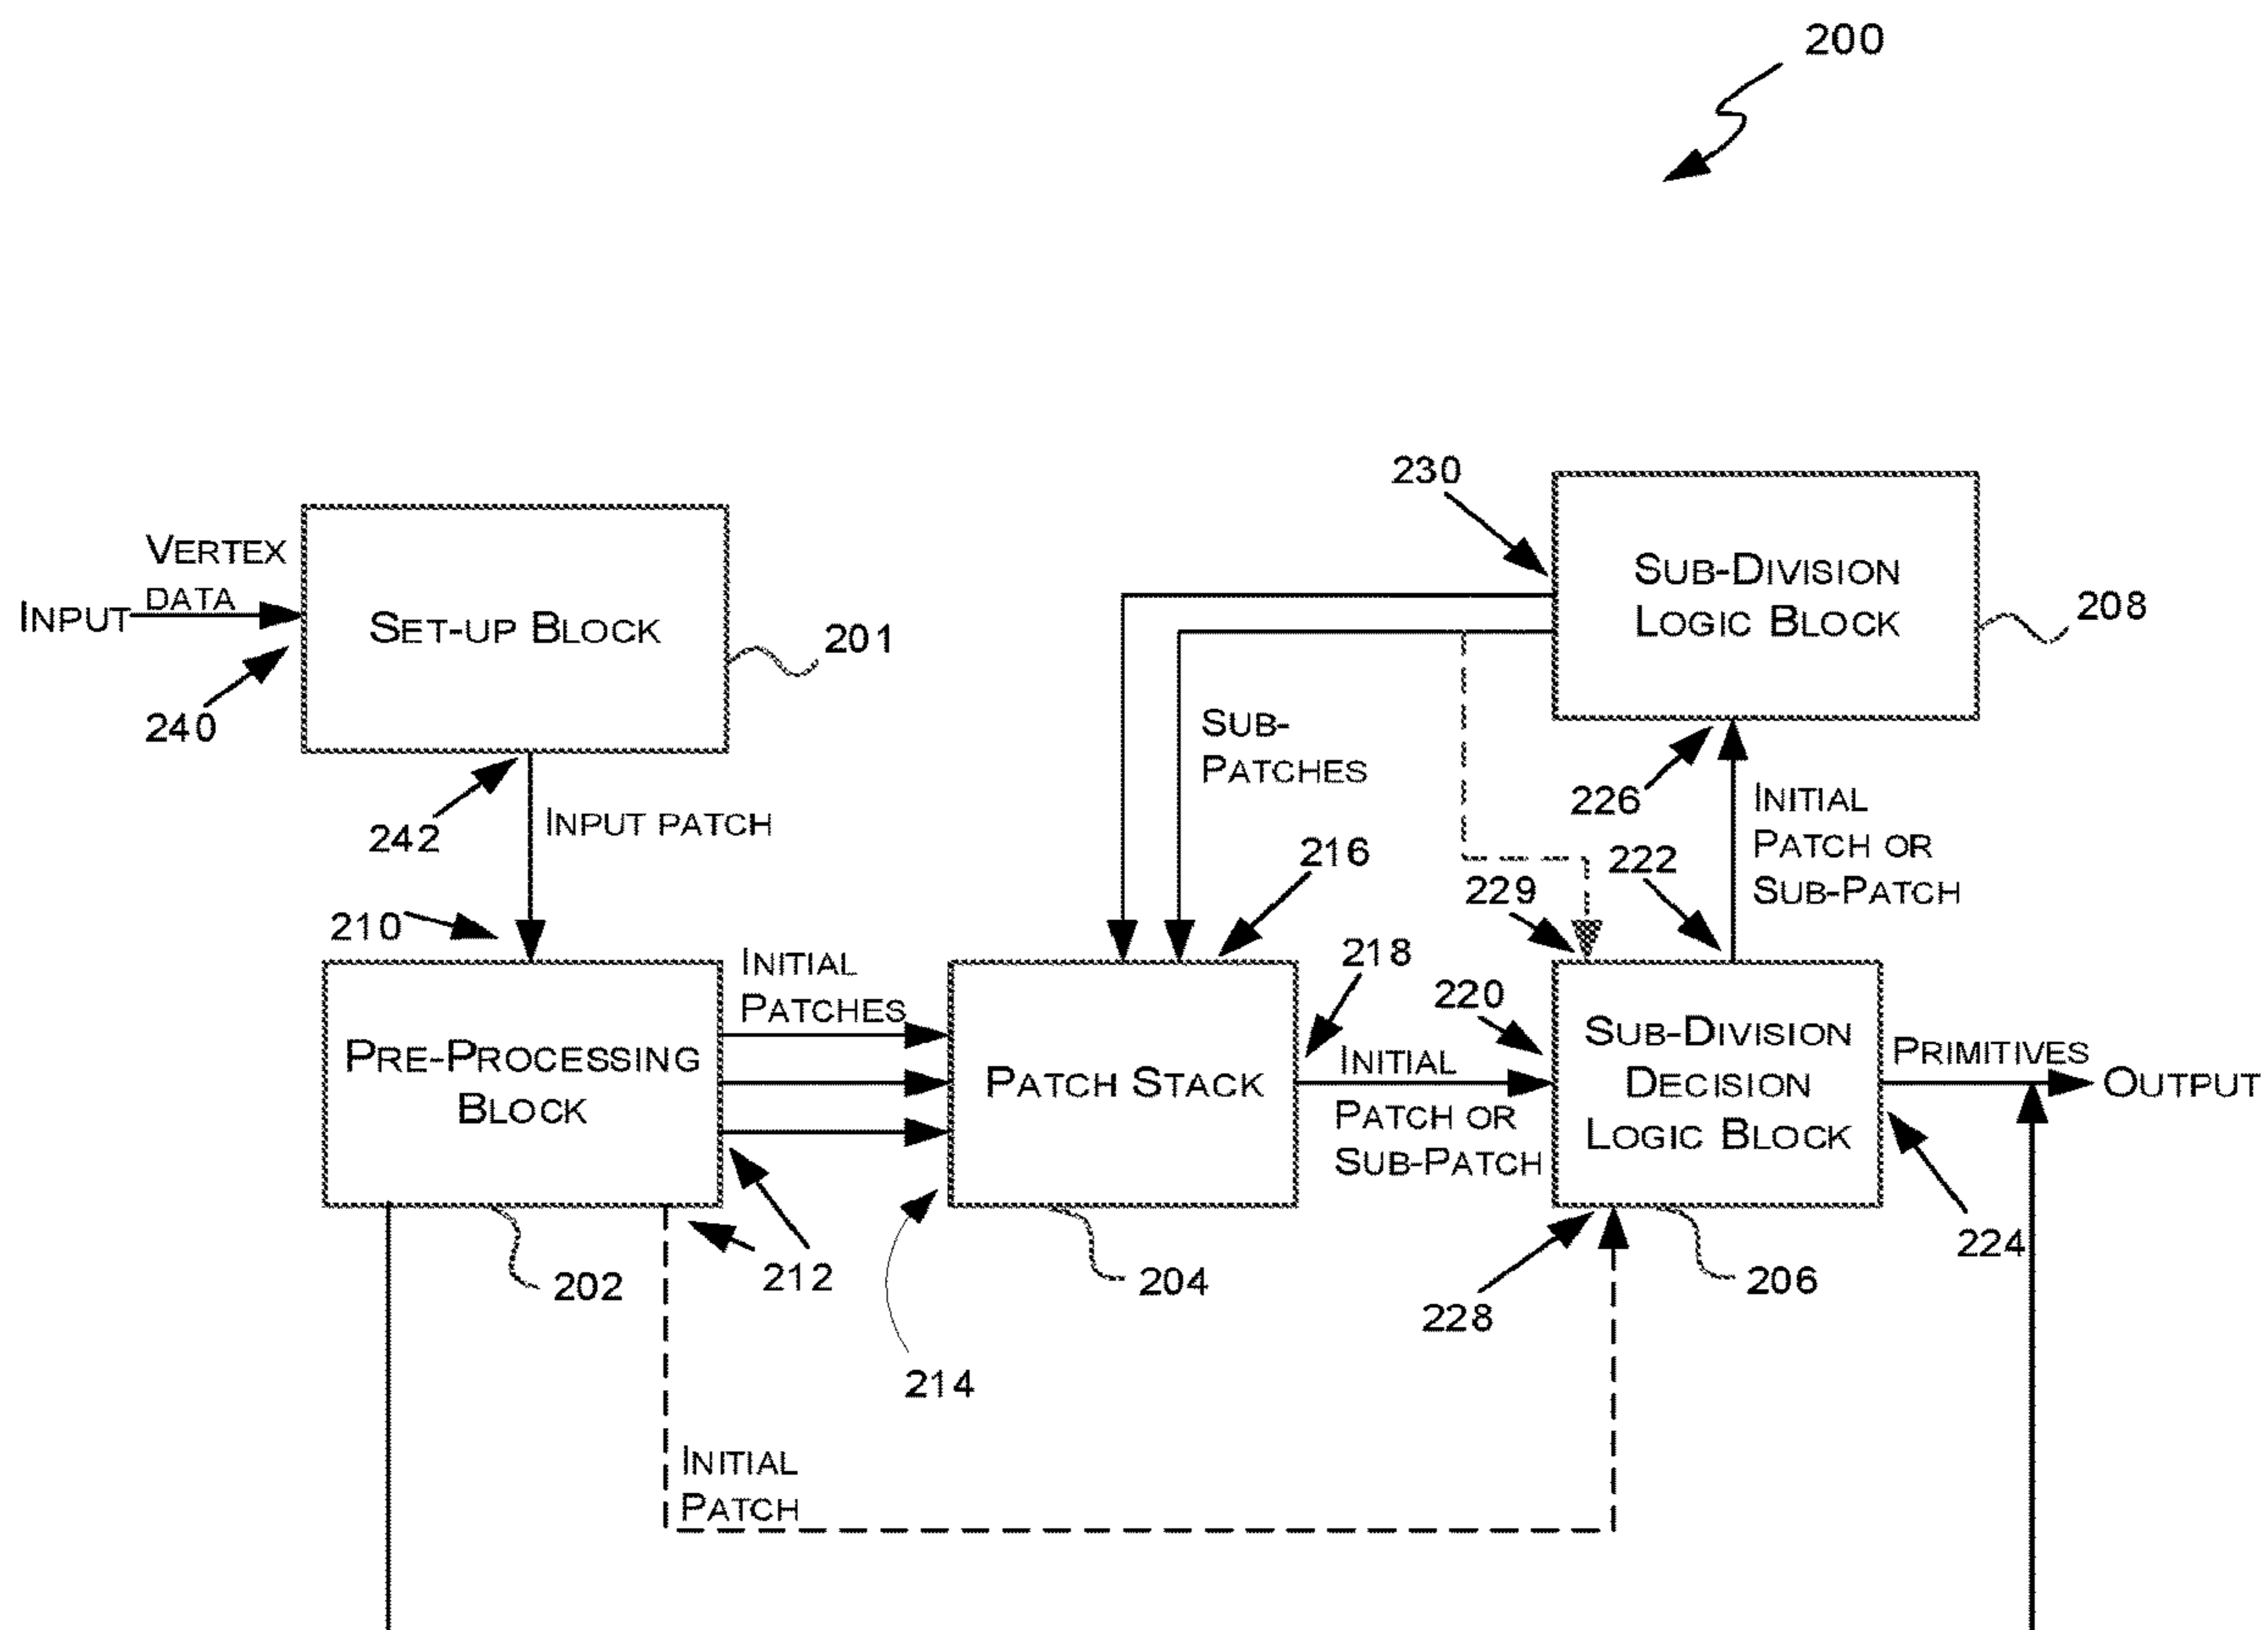 200
230
VERTEX
DATA
INPUT
SET-UP BLOCK
201
240
242
INPUT PATCH
SUB-DIVISION
LOGIC BLOCK
208
SUB-
PATCHES
226
INITIAL
PATCH OR
SUB-PATCH
222
216
229
210
INITIAL
PATCHES
218
220
PRE-PROCESSING
BLOCK
PATCH STACK
INITIAL
PATCH OR
SUB-PATCH
SUB-DIVISION
DECISION
LOGIC BLOCK
PRIMITIVES
OUTPUT
224
202
212
204
206
228
214
INITIAL
PATCH